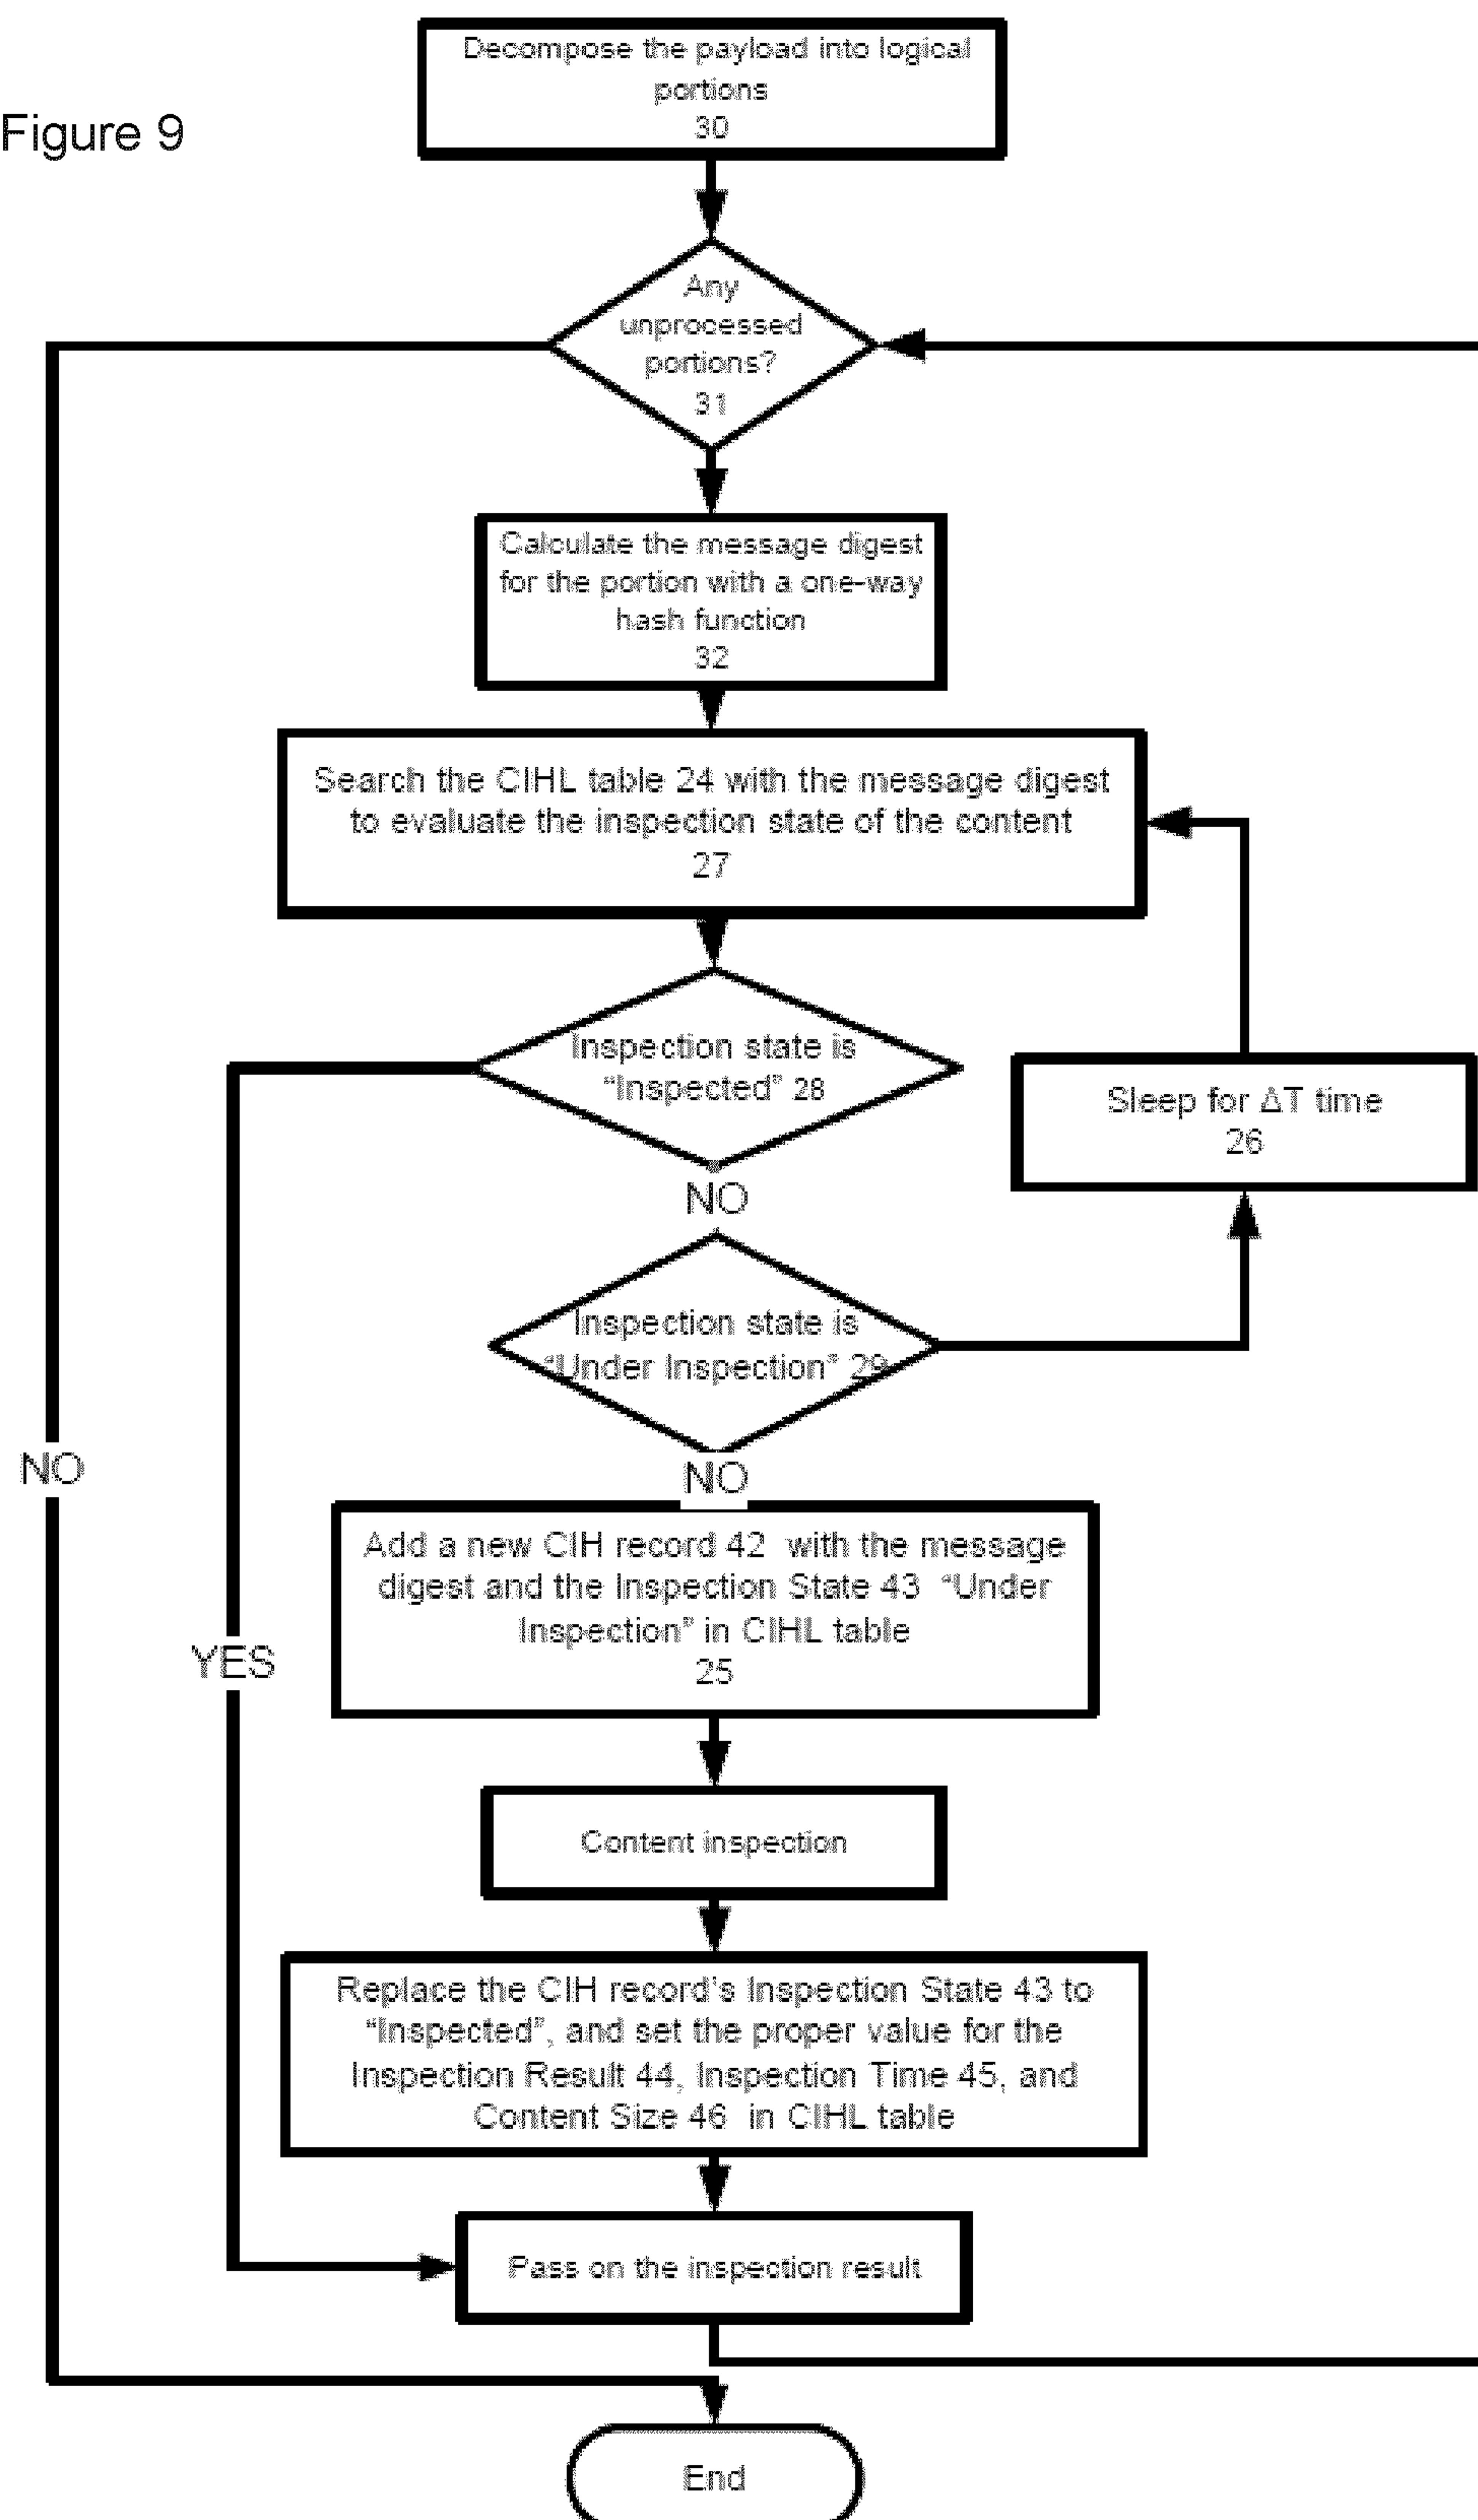 Decompose the payload into logical
portions
30
Figure 9
Any
unprocessed
portions?
31
Calculate the message digest
for the portion with a one-way
hash function
32
Search the CIHL table 24 with the message digest
to evaluate the inspection state of the content
27
Inspection state is
“Inspected” 28
Sleep for ΔT time
26
NO
Inspection state is
“Under Inspection” 29
NO
NO
Add a new CIH record 42 with the message
digest and the Inspection State 43 “Under
Inspection” in CIHL table
25
YES
Content inspection
Replace the CIH record's Inspection State 43 to
“Inspected”, and set the proper value for the
Inspection Result 44, Inspection Time 45, and
Content Size 46 in CIHL table
Pass on the inspection result
End